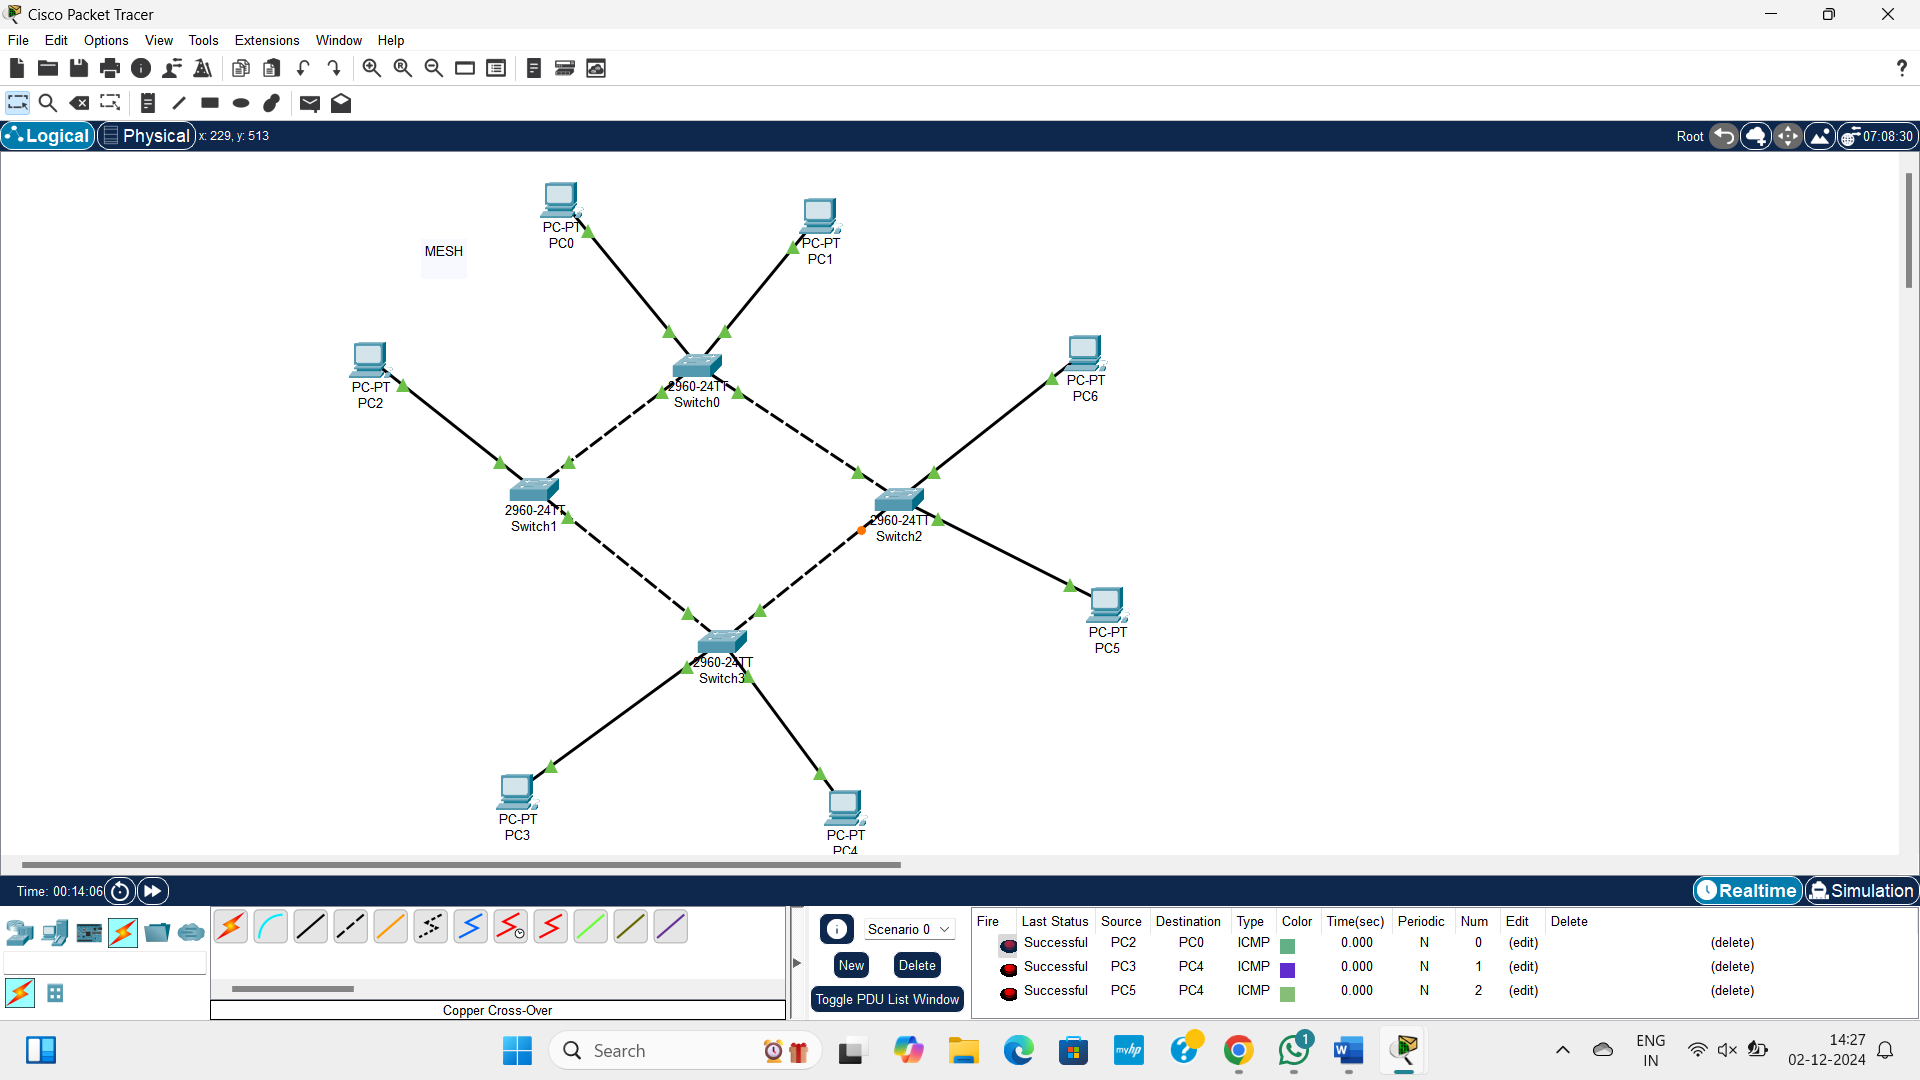 Cisco Packet Tracer
File Edit Options View Tools Extensions Window Help
?
Logical Physical x: 229, y: 513 Root 07:08:30
PC-PT
PC0
PC-PT
PC1
MESH
PC-PT
PC2
2960-24TT
Switch0
PC-PT
PC6
2960-24TT
Switch1
2960-24TT
Switch2
PC-PT
PC5
2960-24TT
Switch3
PC-PT
PC3
PC-PT
PC4
Time: 00:14:06 Realtime Simulation
Scenario 0
New Delete
Toggle PDU List Window
Fire Last Status Source Destination Type Color Time(sec) Periodic Num Edit Delete
Successful PC2 PC0 ICMP 0.000 N 0 (edit) (delete)
Successful PC3 PC4 ICMP 0.000 N 1 (edit) (delete)
Successful PC5 PC4 ICMP 0.000 N 2 (edit) (delete)
Copper Cross-Over
Search
myhp
?
1
W
ENG
IN
14:27
02-12-2024